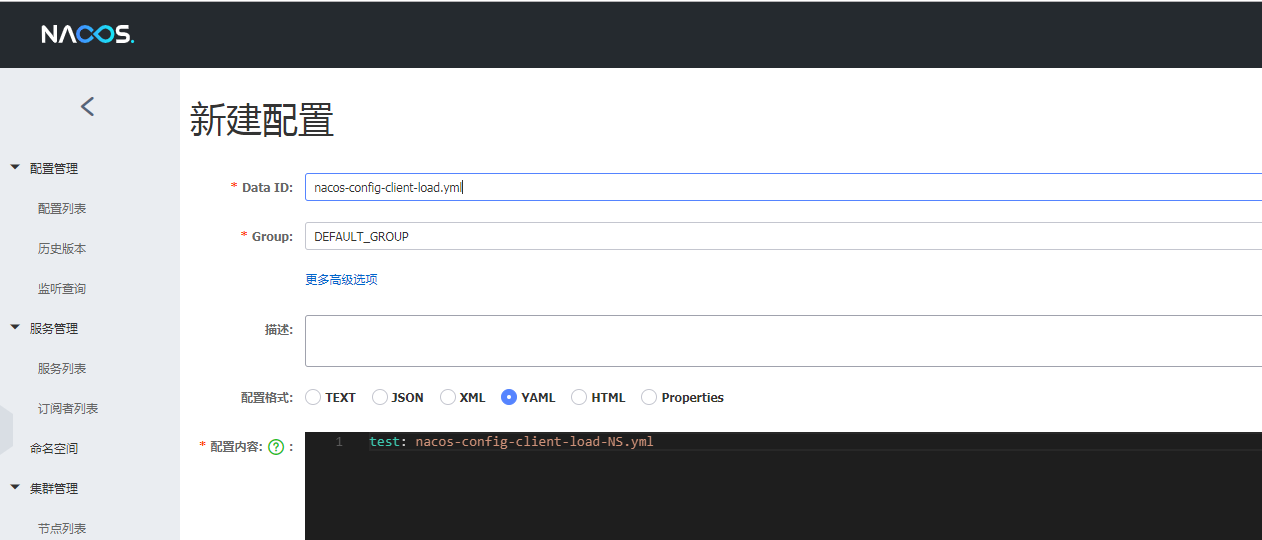 NACOS.
新建配置
配置管理
* Data ID: nacos-config-client-load.yml
配置列表
* Group: DEFAULT_GROUP
历史版本
更多高级选项
监听查询
服务管理
描述:
服务列表
配置格式: TEXT JSON XML YAML HTML Properties
订阅者列表
* 配置内容: ? :
1 test: nacos-config-client-load-NS.yml
命名空间
集群管理
节点列表